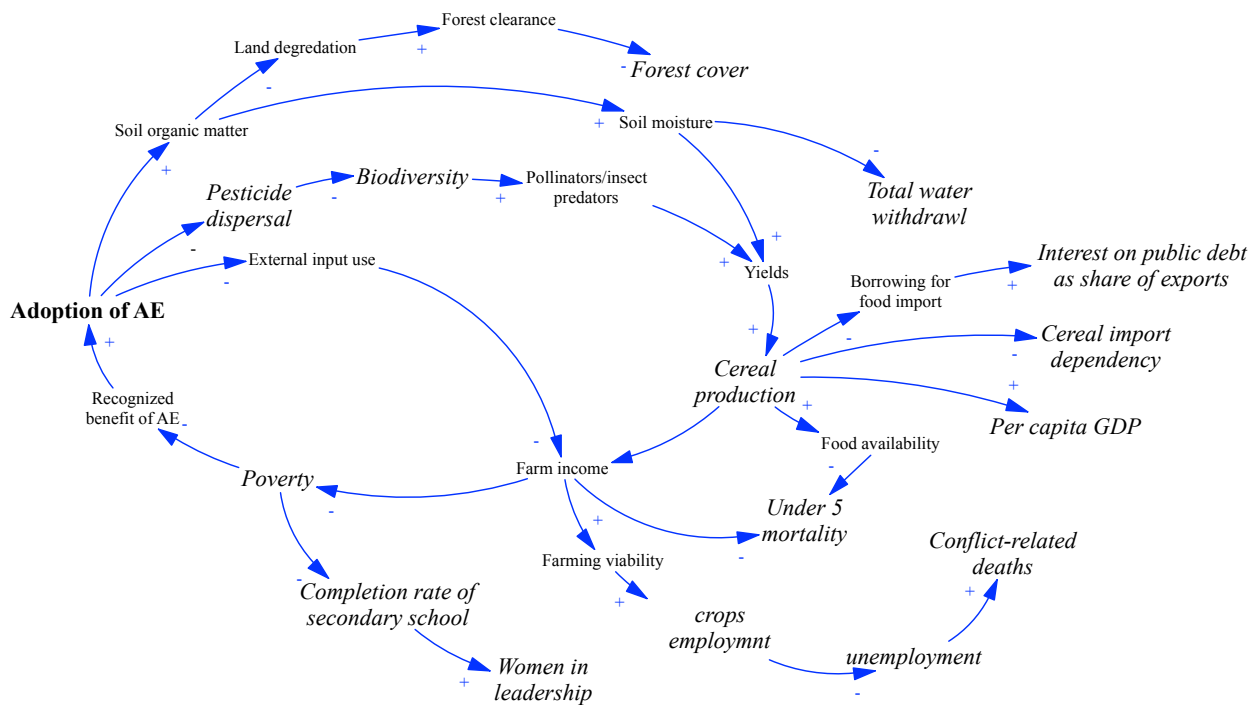 Forest clearance
Land degredation
+
-
Forest cover
-
Soil organic matter
+
+
Soil moisture
-
Total water
withdrawl
Pesticide
dispersal
-
Biodiversity
-
+
Pollinators/insect
predators
+
+
Yields
External input use
-
Adoption of AE
+
Recognized
benefit of AE
-
+
Borrowing for
food import
-
Interest on public debt
as share of exports
+
Cereal import
dependency
-
Cereal
production
+
Per capita GDP
+
Food availability
-
-
Farm income
Poverty
-
Under 5
mortality
-
+
Farming viability
+
-
Completion rate of
secondary school
+
Women in
leadership
crops
employmnt
-
unemployment
+
Conflict-related
deaths